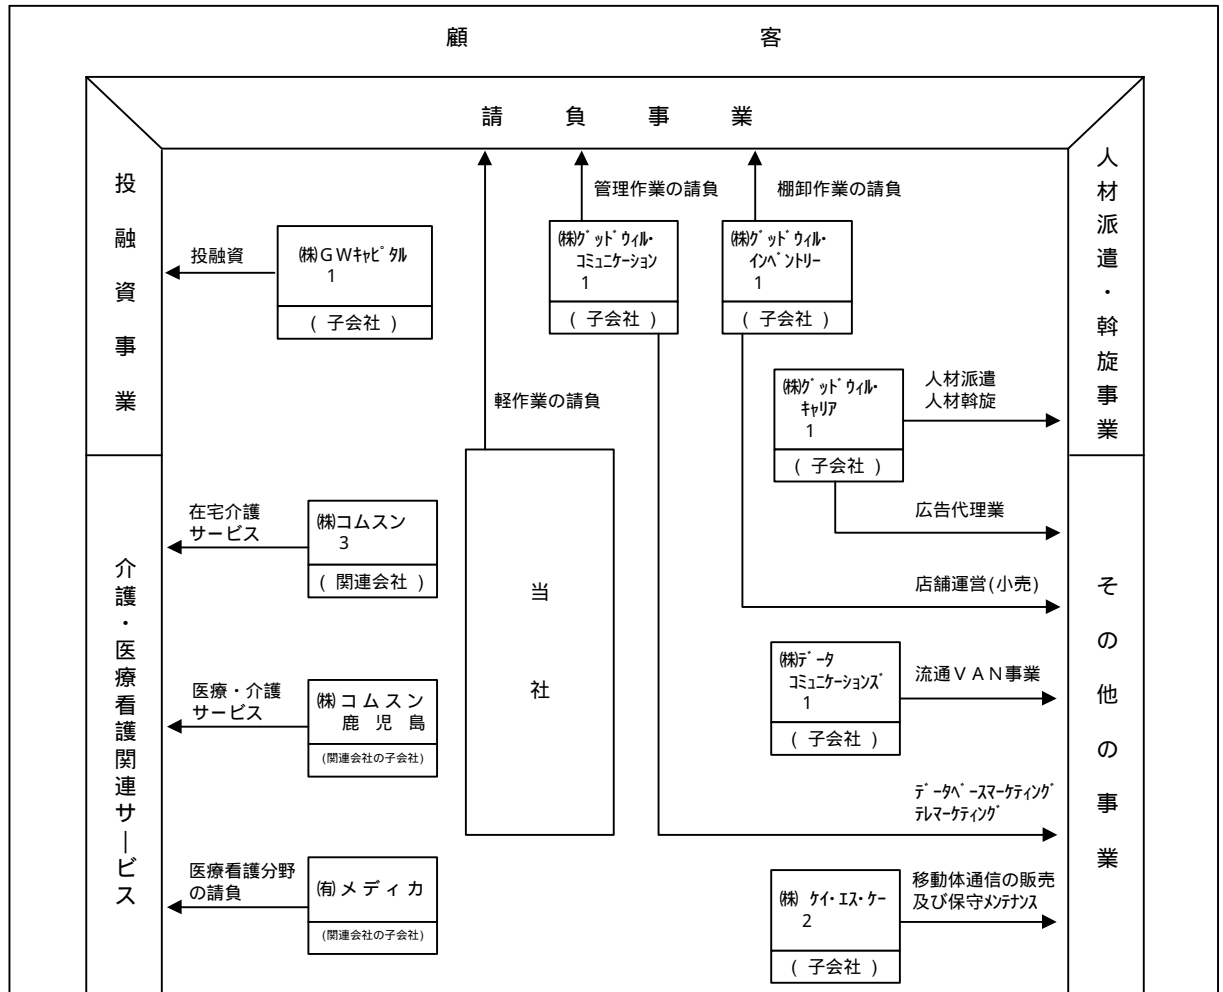 顧 客
請 負 事 業
投融資事業
介護・医療看護関連サービス
人材派遣・斡旋事業
その他の事業
管理作業の請負
棚卸作業の請負
投融資
㈱GWｷｬﾋﾟﾀﾙ
1
( 子会社 )
㈱ｸﾞｯﾄﾞｳｨﾙ･
ｺﾐｭﾆｹｰｼｮﾝ
1
( 子会社 )
㈱ｸﾞｯﾄﾞｳｨﾙ･
ｲﾝﾍﾞﾝﾄﾘｰ
1
( 子会社 )
軽作業の請負
当社
㈱ｸﾞｯﾄﾞｳｨﾙ･
ｷｬﾘｱ
1
( 子会社 )
人材派遣
人材斡旋
広告代理業
店舗運営(小売)
在宅介護
サービス
㈱コムスン
3
( 関連会社 )
医療・介護
サービス
㈱コムスン
鹿 児 島
(関連会社の子会社)
医療看護分野
の請負
㈲メディカ
(関連会社の子会社)
㈱ﾃﾞｰﾀ
ｺﾐｭﾆｹｰｼｮﾝｽﾞ
1
( 子会社 )
流通VAN事業
ﾃﾞｰﾀﾍﾞｰｽﾏｰｹﾃｨﾝｸﾞ
ﾃﾚﾏｰｹﾃｨﾝｸﾞ
㈱ ｹｲ･ｴｽ･ｹｰ
2
( 子会社 )
移動体通信の販売
及び保守ﾒﾝﾃﾅﾝｽ